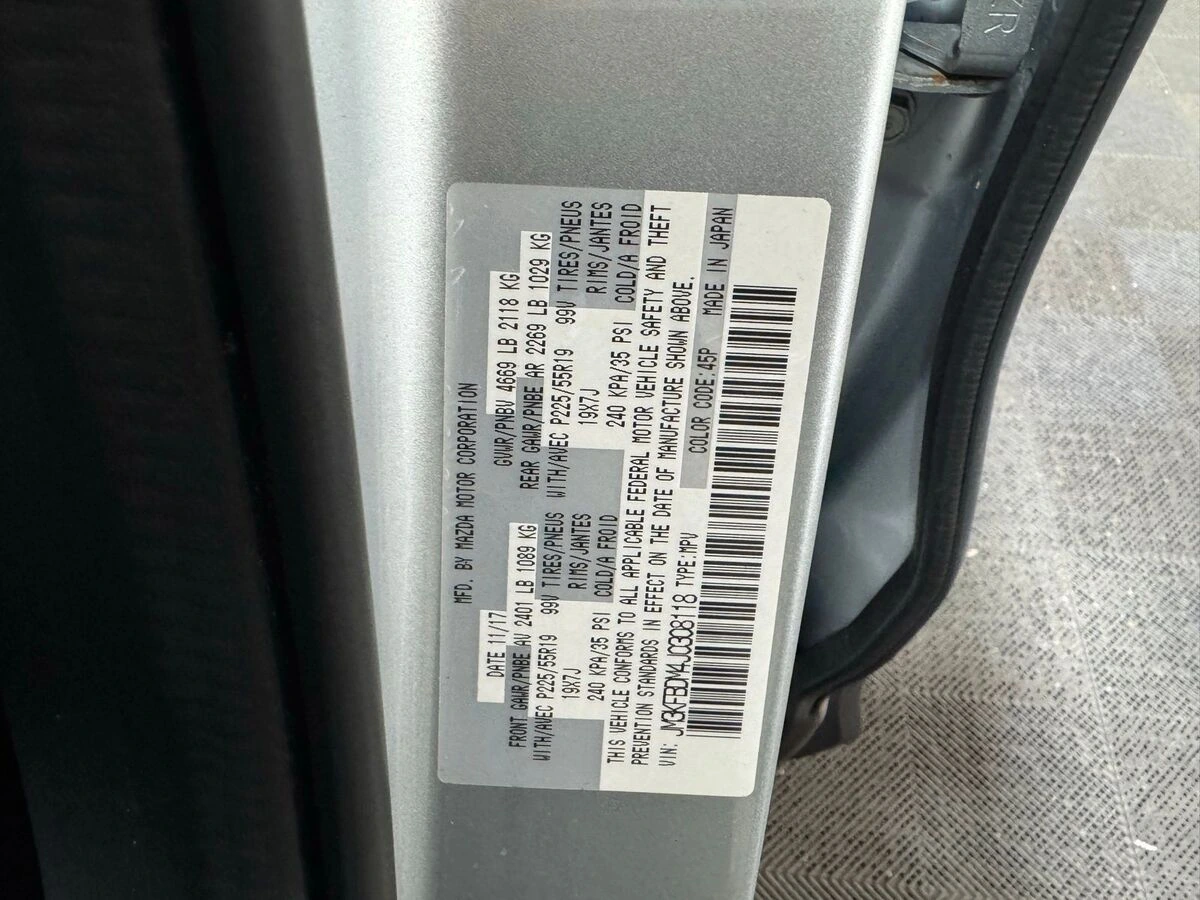 MFD. BY MAZDA MOTOR CORPORATION
DATE 11/17 GVWR/PNBV 4669 LB 2118 KG
FRONT GAWR/PNBE AV 2401 LB 1089 KG REAR GAWR/PNBE AR 2269 LB 1029 KG
WITH/AVEC P225/55R19 99V TIRES/PNEUS WITH/AVEC P225/55R19 99V TIRES/PNEUS
19X7J RIMS/JANTES 19X7J RIMS/JANTES
240 KPA/35 PSI COLD/A FROID 240 KPA/35 PSI COLD/A FROID
THIS VEHICLE CONFORMS TO ALL APPLICABLE FEDERAL MOTOR VEHICLE SAFETY AND THEFT
PREVENTION STANDARDS IN EFFECT ON THE DATE OF MANUFACTURE SHOWN ABOVE.
VIN: JM3KFBDM4J0308118 TYPE:MPV
COLOR CODE:45P MADE IN JAPAN